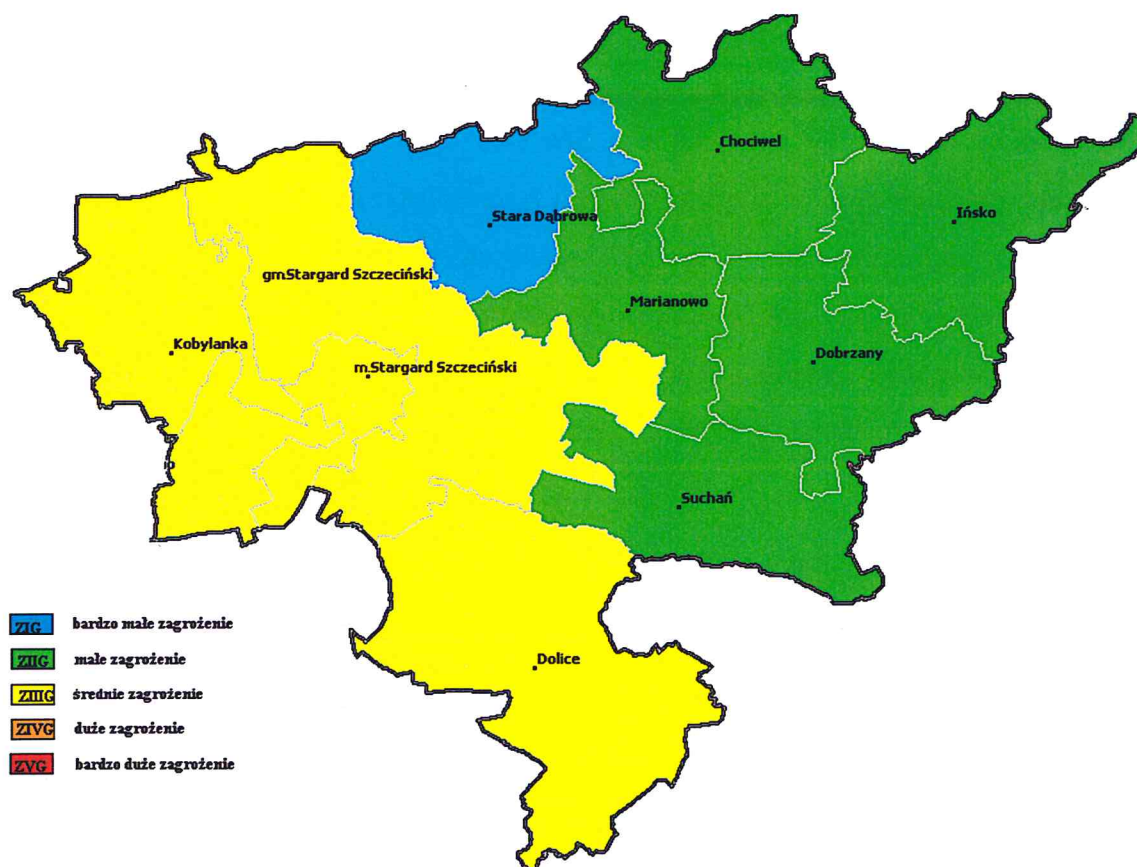 Chociwel
Ińsko
Stara Dąbrowa
gm.Stargard Szczeciński
Marianowo
Kobylanka
Dobrzany
m.Stargard Szczeciński
Suchań
Dolice
ZIG bardzo małe zagrożenie
ZIIG małe zagrożenie
ZIIIG średnie zagrożenie
ZIVG duże zagrożenie
ZVG bardzo duże zagrożenie